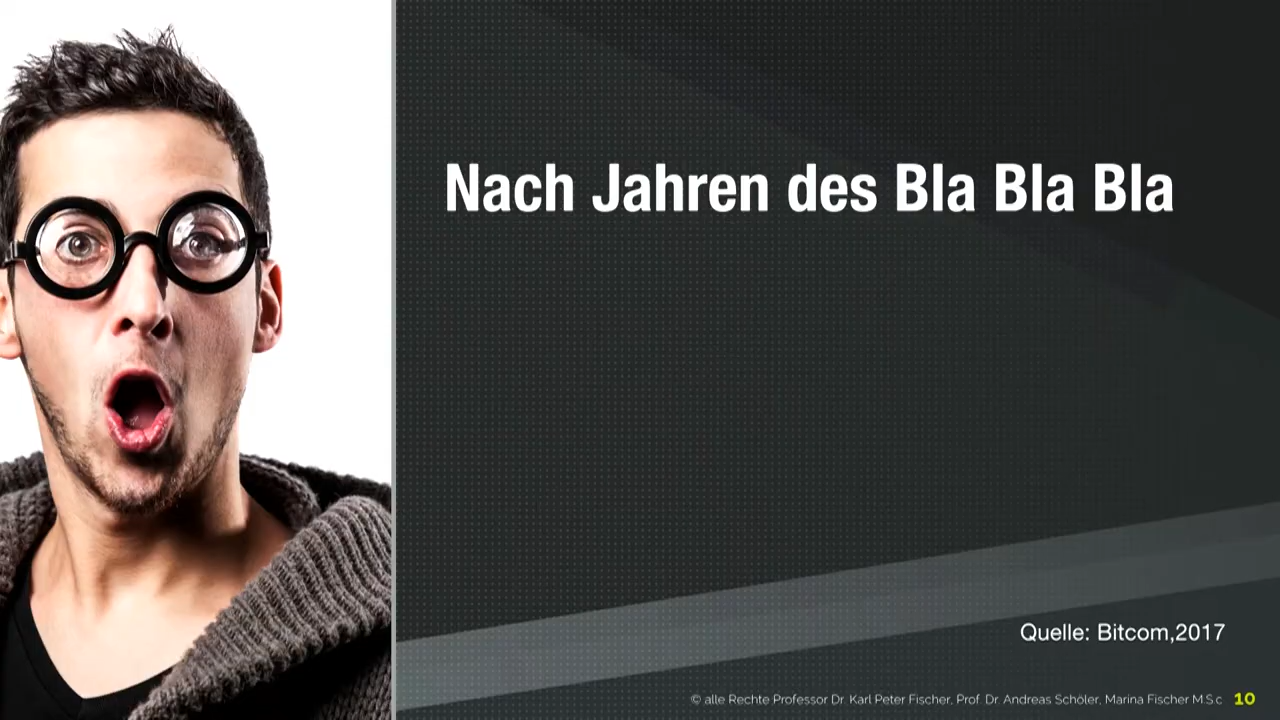 Nach Jahren des Bla Bla Bla
Quelle: Bitcom,2017
© alle Rechte Professor Dr. Karl Peter Fischer, Prof. Dr. Andreas Schöler, Marina Fischer M.S.c 10